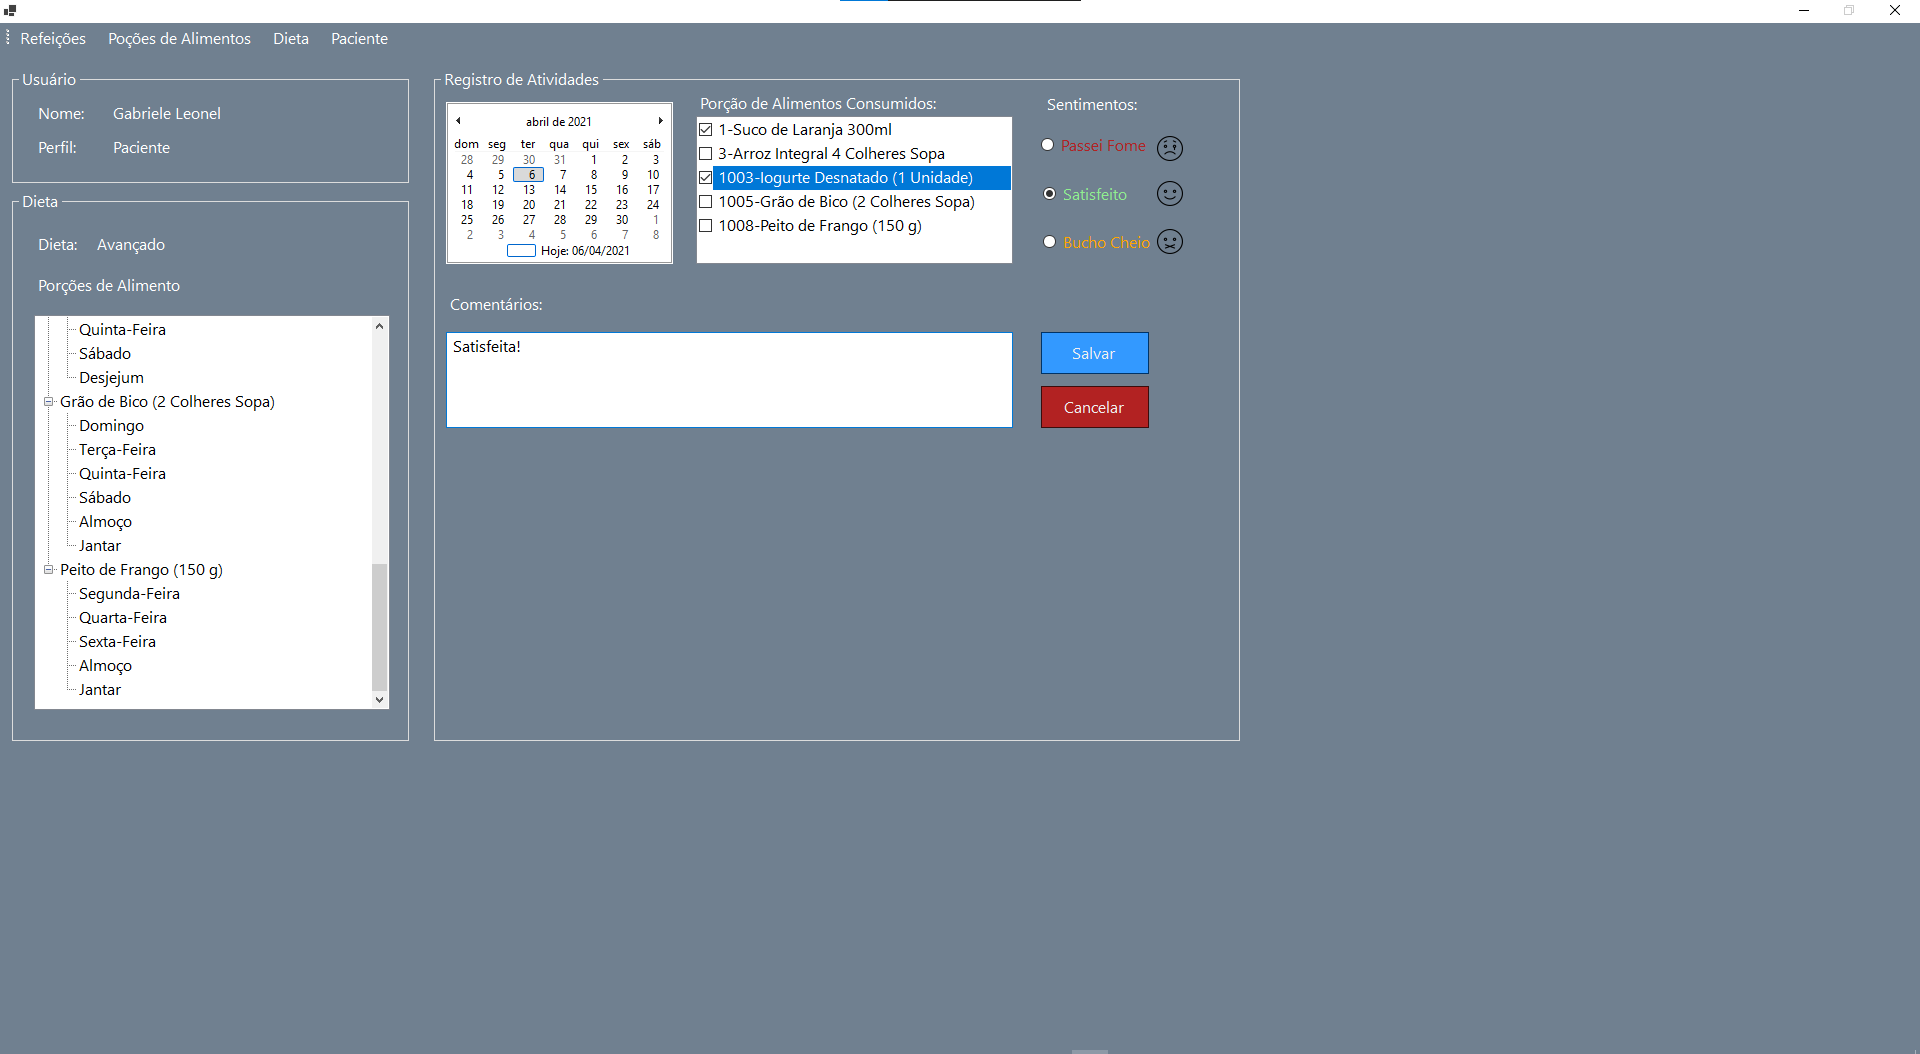 Refeições Poções de Alimentos Dieta Paciente
Usuário
Nome: Gabriele Leonel
Perfil: Paciente
Dieta
Dieta: Avançado
Porções de Alimento
Quinta-Feira
Sábado
Desjejum
Grão de Bico (2 Colheres Sopa)
Domingo
Terça-Feira
Quinta-Feira
Sábado
Almoço
Jantar
Peito de Frango (150 g)
Segunda-Feira
Quarta-Feira
Sexta-Feira
Almoço
Jantar
Registro de Atividades
abril de 2021
dom seg ter qua qui sex sáb
28 29 30 31 1 2 3
4 5 6 7 8 9 10
11 12 13 14 15 16 17
18 19 20 21 22 23 24
25 26 27 28 29 30 1
2 3 4 5 6 7 8
Hoje: 06/04/2021
Porção de Alimentos Consumidos:
1-Suco de Laranja 300ml
3-Arroz Integral 4 Colheres Sopa
1003-Iogurte Desnatado (1 Unidade)
1005-Grão de Bico (2 Colheres Sopa)
1008-Peito de Frango (150 g)
Sentimentos:
Passei Fome
Satisfeito
Bucho Cheio
Comentários:
Satisfeita!
Salvar
Cancelar